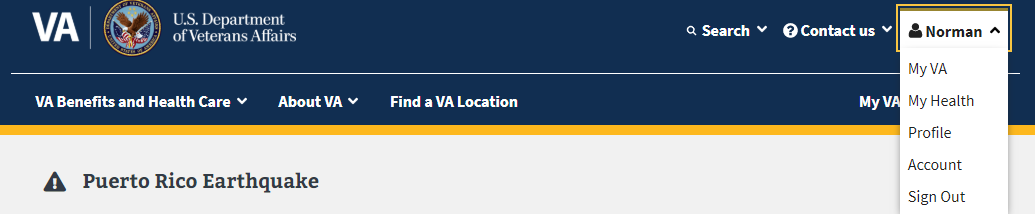 VA
U.S. Department
of Veterans Affairs
Search
Contact us
Norman
My VA
My Health
Profile
Account
Sign Out
VA Benefits and Health Care
About VA
Find a VA Location
My VA
Puerto Rico Earthquake